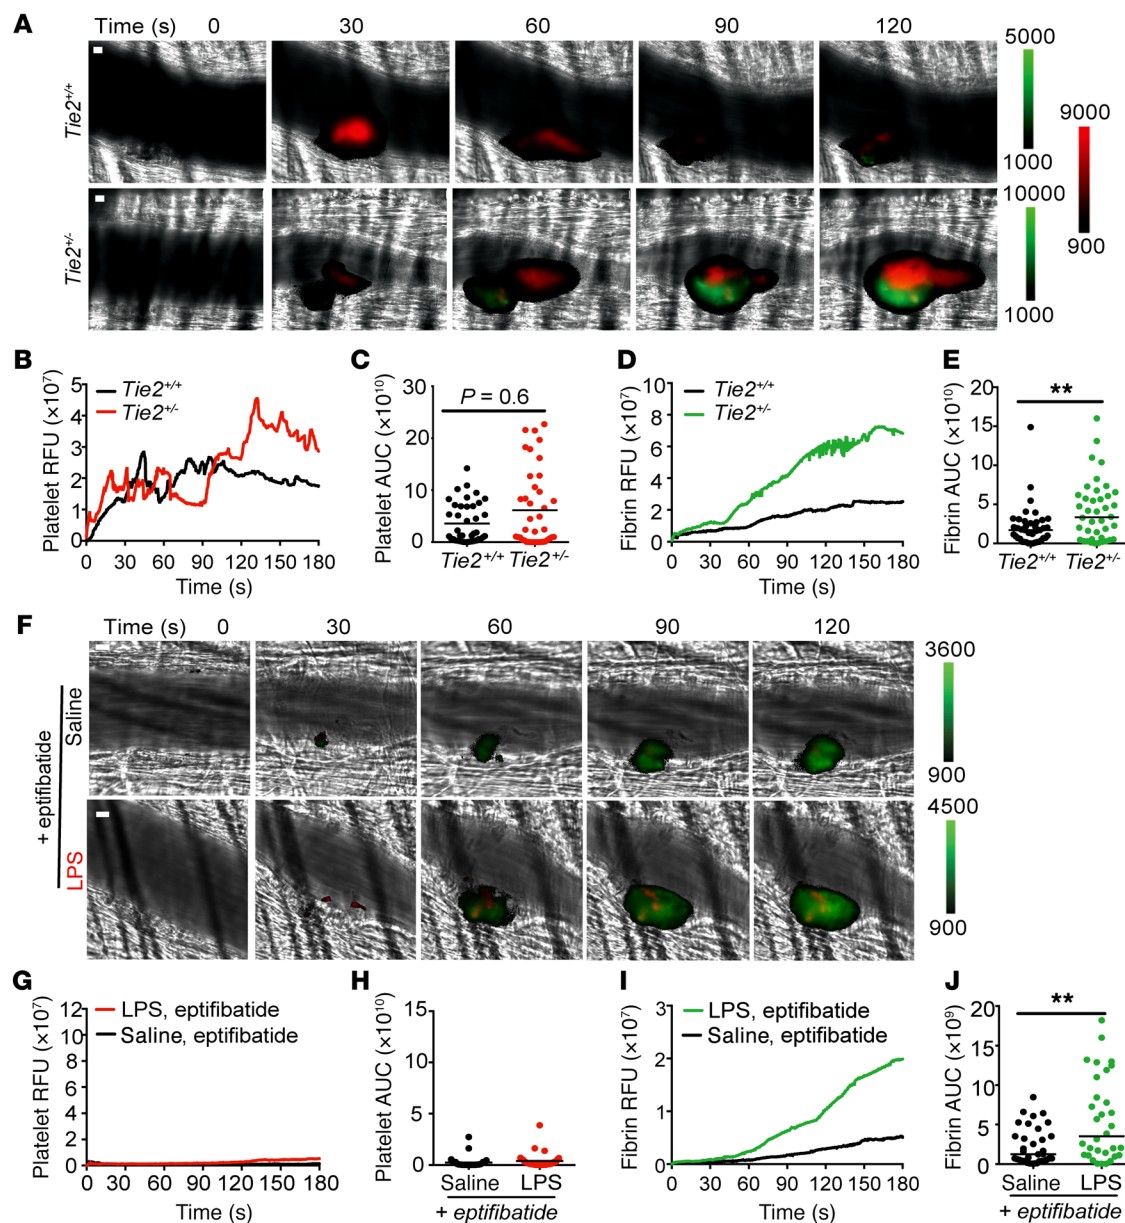 A
Time (s) 0 30 60 90 120
Tie2+/+
5000
1000
9000
900
Tie2+/-
10000
1000
B
Platelet RFU (×10⁷)
5
4
3
2
1
0
Tie2+/+
Tie2+/-
0 30 60 90 120 150 180
Time (s)
C
Platelet AUC (×10¹⁰)
30
20
10
0
P = 0.6
Tie2+/+ Tie2+/-
D
Fibrin RFU (×10⁷)
10
8
6
4
2
0
Tie2+/+
Tie2+/-
0 30 60 90 120 150 180
Time (s)
E
Fibrin AUC (×10¹⁰)
20
15
10
5
0
**
Tie2+/+ Tie2+/-
F
Time (s) 0 30 60 90 120
+ eptifibatide
Saline
3600
900
LPS
4500
900
G
Platelet RFU (×10⁷)
12
10
8
6
4
2
0
LPS, eptifibatide
Saline, eptifibatide
0 30 60 90 120 150 180
Time (s)
H
Platelet AUC (×10¹⁰)
15
10
5
0
Saline LPS
+ eptifibatide
I
Fibrin RFU (×10⁷)
3
2
1
0
LPS, eptifibatide
Saline, eptifibatide
0 30 60 90 120 150 180
Time (s)
J
Fibrin AUC (×10⁹)
20
15
10
5
0
**
Saline LPS
+ eptifibatide